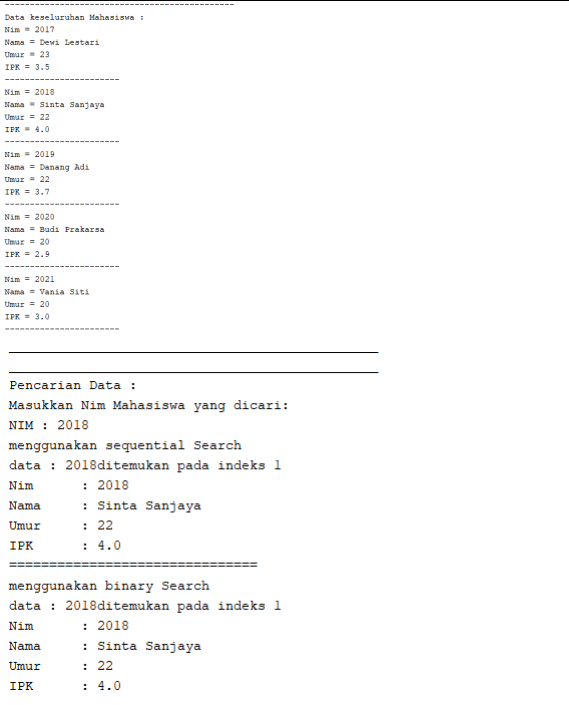 ----------------------------------------------
Data keseluruhan Mahasiswa :
Nim = 2017
Nama = Dewi Lestari
Umur = 23
IPK = 3.5
-----------------------
Nim = 2018
Nama = Sinta Sanjaya
Umur = 22
IPK = 4.0
-----------------------
Nim = 2019
Nama = Danang Adi
Umur = 22
IPK = 3.7
-----------------------
Nim = 2020
Nama = Budi Prakarsa
Umur = 20
IPK = 2.9
-----------------------
Nim = 2021
Nama = Vania Siti
Umur = 20
IPK = 3.0
-----------------------
Pencarian Data :
Masukkan Nim Mahasiswa yang dicari:
NIM : 2018
menggunakan sequential Search
data : 2018ditemukan pada indeks 1
Nim : 2018
Nama : Sinta Sanjaya
Umur : 22
IPK : 4.0
===============================
menggunakan binary Search
data : 2018ditemukan pada indeks 1
Nim : 2018
Nama : Sinta Sanjaya
Umur : 22
IPK : 4.0